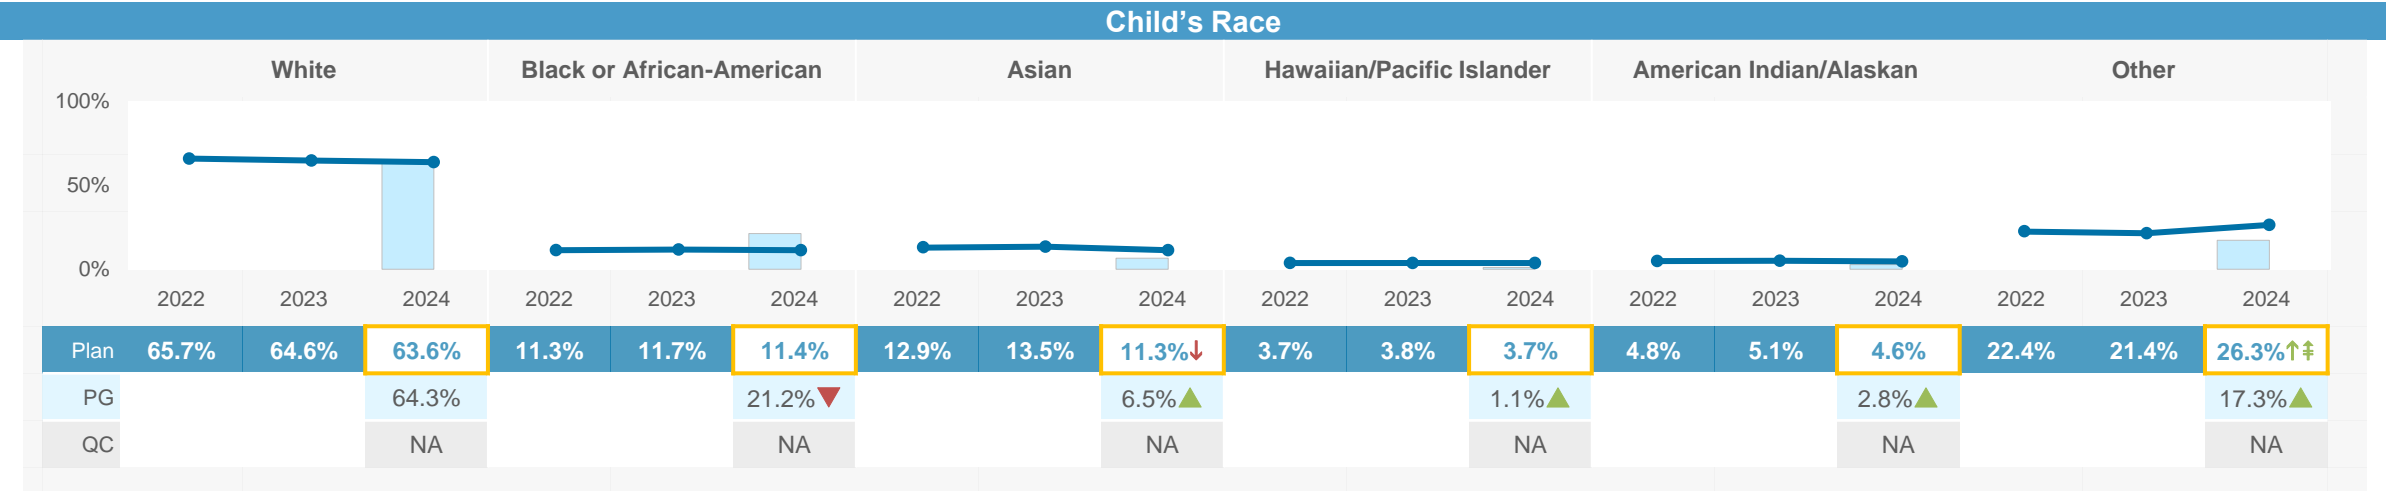 Child's Race
White Black or African-American Asian Hawaiian/Pacific Islander American Indian/Alaskan Other
100%
50%
0%
2022 2023 2024 2022 2023 2024 2022 2023 2024 2022 2023 2024 2022 2023 2024 2022 2023 2024
Plan 65.7% 64.6% 63.6% 11.3% 11.7% 11.4% 12.9% 13.5% 11.3%↓ 3.7% 3.8% 3.7% 4.8% 5.1% 4.6% 22.4% 21.4% 26.3%↑‡
PG 64.3% 21.2%▼ 6.5%▲ 1.1%▲ 2.8%▲ 17.3%▲
QC NA NA NA NA NA NA